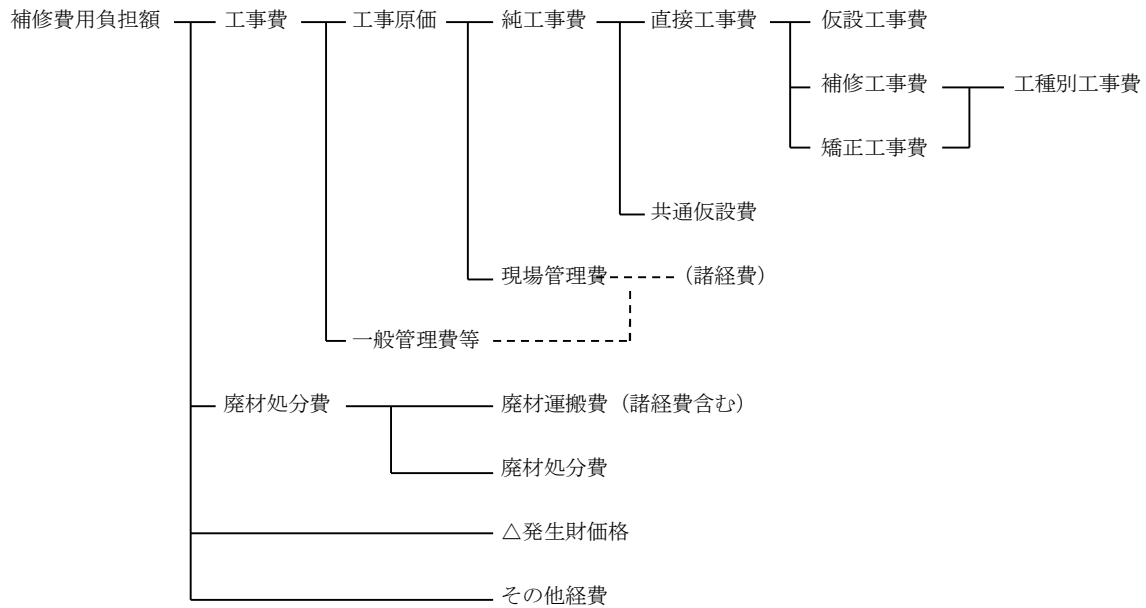 補修費用負担額 工事費 工事原価 純工事費 直接工事費 仮設工事費
補修工事費 工種別工事費
矯正工事費
共通仮設費
現場管理費 (諸経費)
一般管理費等
廃材処分費 廃材運搬費(諸経費含む)
廃材処分費
△発生財価格
その他経費